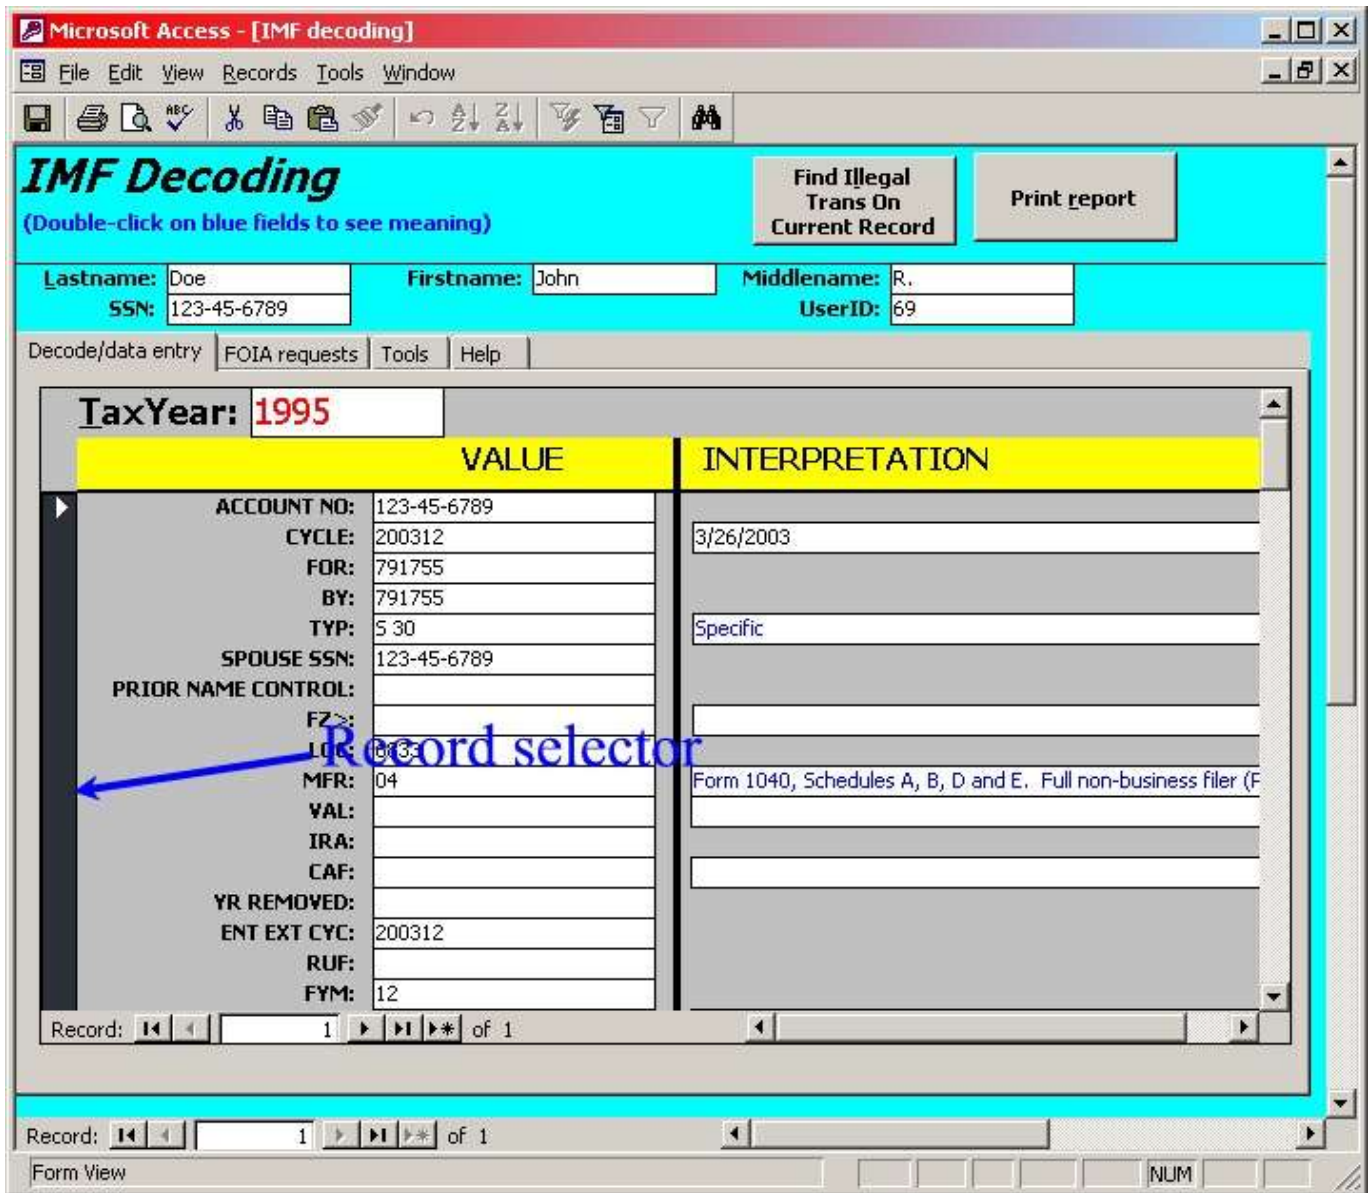 Microsoft Access - [IMF decoding]
File Edit View Records Tools Window
IMF Decoding
(Double-click on blue fields to see meaning)
Find Illegal
Trans On
Current Record
Print report
Lastname: Doe Firstname: John Middlename: R.
SSN: 123-45-6789 UserID: 69
Decode/data entry FOIA requests Tools Help
TaxYear: 1995
VALUE INTERPRETATION
ACCOUNT NO: 123-45-6789
CYCLE: 200312 3/26/2003
FOR: 791755
BY: 791755
TYP: S 30 Specific
SPOUSE SSN: 123-45-6789
PRIOR NAME CONTROL:
FZ>:
Record selector
MFR: 04 Form 1040, Schedules A, B, D and E. Full non-business filer (F
VAL:
IRA:
CAF:
YR REMOVED:
ENT EXT CYC: 200312
RUF:
FYM: 12
Record: 1 of 1
Record: 1 of 1
Form View NUM